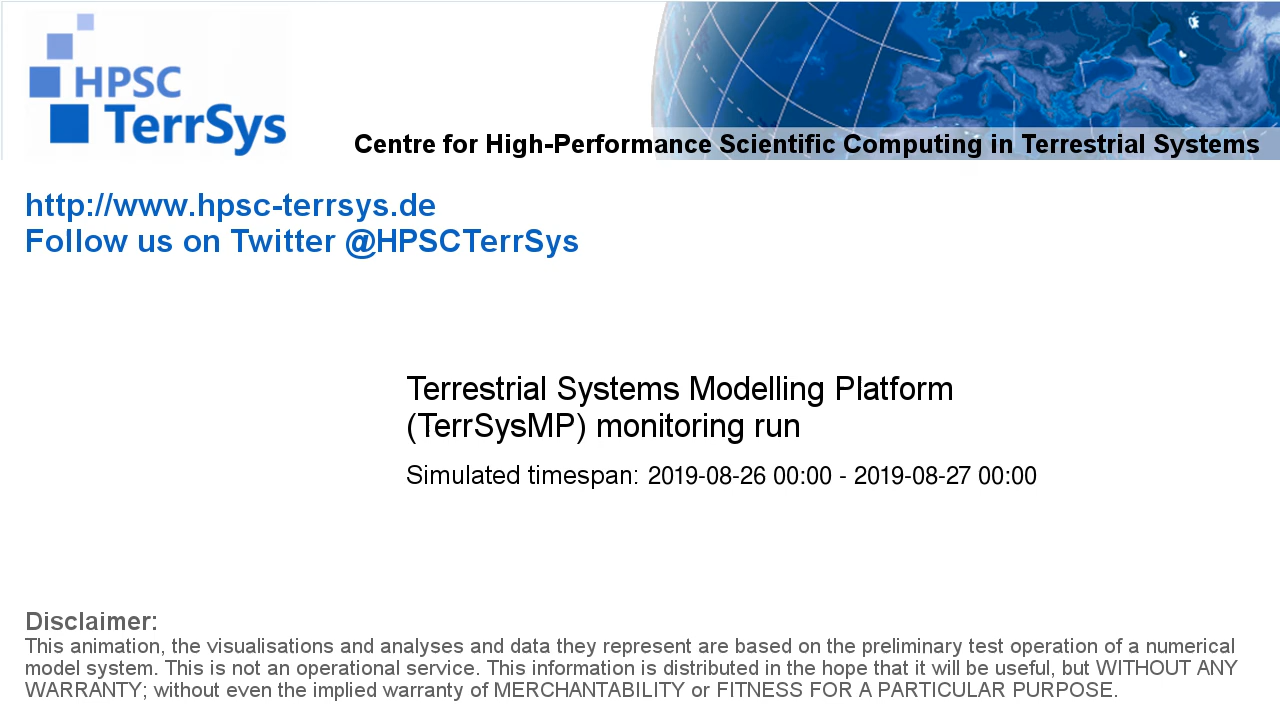 HPSC
TerrSys
Centre for High-Performance Scientific Computing in Terrestrial Systems
http://www.hpsc-terrsys.de
Follow us on Twitter @HPSCTerrSys
Terrestrial Systems Modelling Platform
(TerrSysMP) monitoring run
Simulated timespan: 2019-08-26 00:00 - 2019-08-27 00:00
Disclaimer:
This animation, the visualisations and analyses and data they represent are based on the preliminary test operation of a numerical
model system. This is not an operational service. This information is distributed in the hope that it will be useful, but WITHOUT ANY
WARRANTY; without even the implied warranty of MERCHANTABILITY or FITNESS FOR A PARTICULAR PURPOSE.